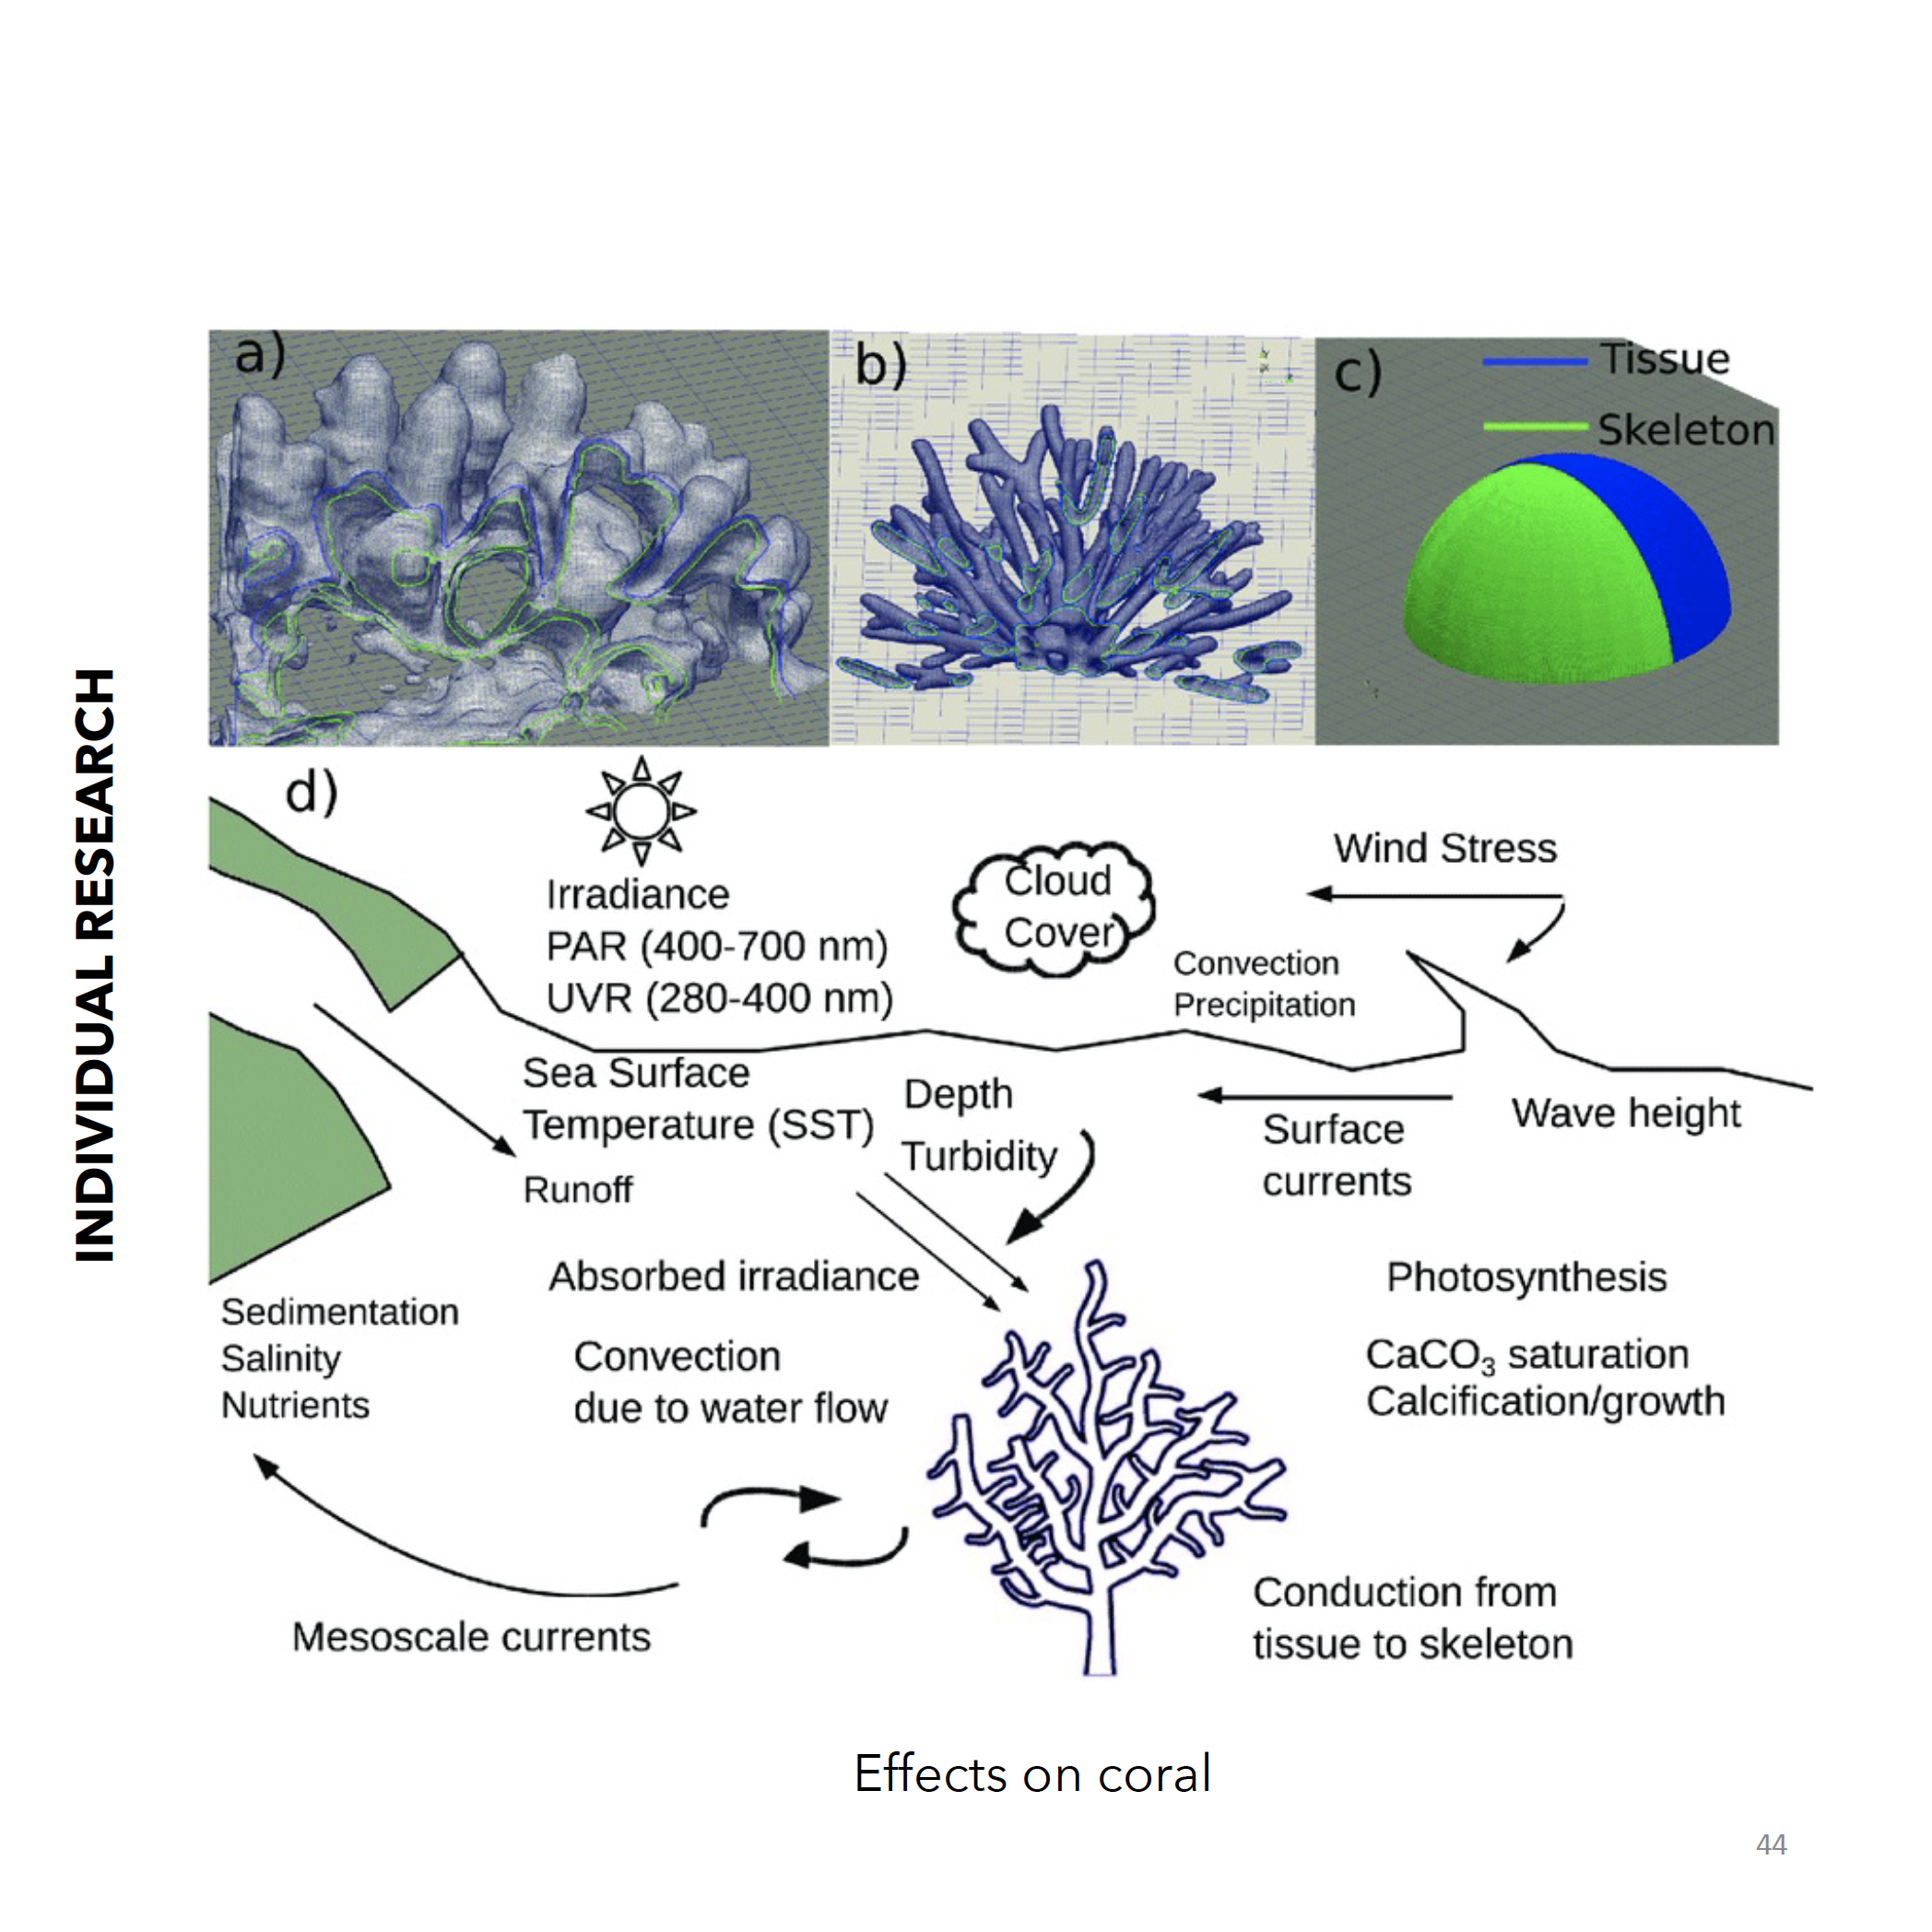 INDIVIDUAL RESEARCH
a)
b)
c)
Tissue
Skeleton
d)
Irradiance
PAR (400-700 nm)
UVR (280-400 nm)
Cloud
Cover
Wind Stress
Convection
Precipitation
Sea Surface
Temperature (SST)
Runoff
Depth
Turbidity
Surface
currents
Wave height
Absorbed irradiance
Photosynthesis
Sedimentation
Salinity
Nutrients
Convection
due to water flow
CaCO₃ saturation
Calcification/growth
Mesoscale currents
Conduction from
tissue to skeleton
Effects on coral
44